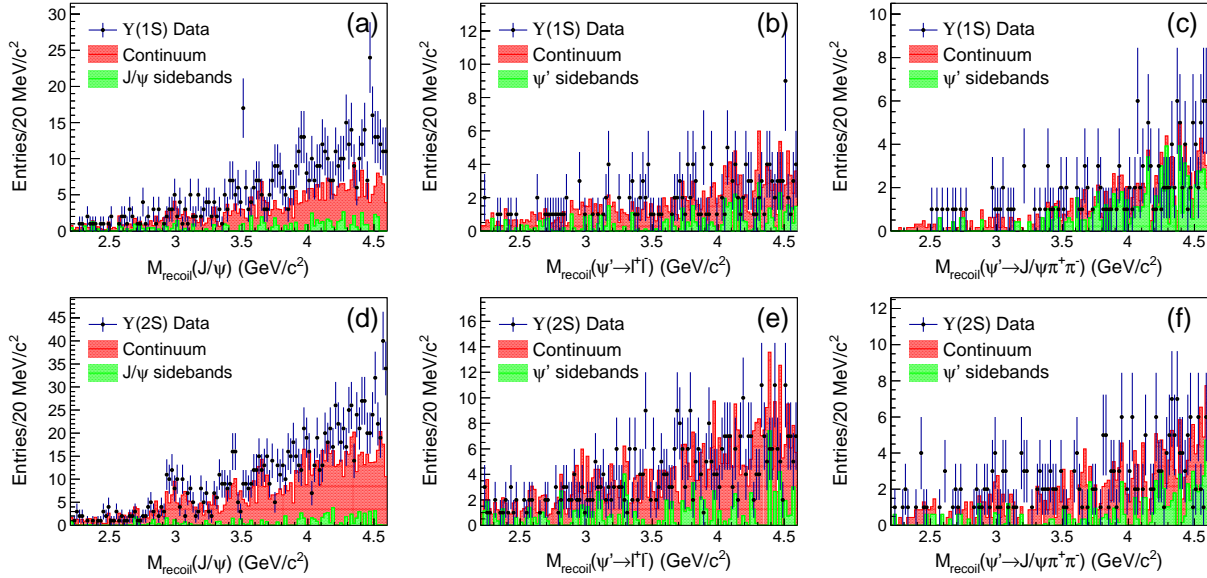 (a)
Entries/20 MeV/c²
ϒ(1S) Data
Continuum
J/ψ sidebands
30
25
20
15
10
5
0
2.5 3 3.5 4 4.5
M_recoil(J/ψ) (GeV/c²)
(b)
Entries/20 MeV/c²
ϒ(1S) Data
Continuum
ψ' sidebands
14
12
10
8
6
4
2
0
2.5 3 3.5 4 4.5
M_recoil(ψ'→l⁺l⁻) (GeV/c²)
(c)
Entries/20 MeV/c²
ϒ(1S) Data
Continuum
ψ' sidebands
10
8
6
4
2
0
2.5 3 3.5 4 4.5
M_recoil(ψ'→J/ψπ⁺π⁻) (GeV/c²)
(d)
Entries/20 MeV/c²
ϒ(2S) Data
Continuum
J/ψ sidebands
45
40
35
30
25
20
15
10
5
0
2.5 3 3.5 4 4.5
M_recoil(J/ψ) (GeV/c²)
(e)
Entries/20 MeV/c²
ϒ(2S) Data
Continuum
ψ' sidebands
16
14
12
10
8
6
4
2
0
2.5 3 3.5 4 4.5
M_recoil(ψ'→l⁺l⁻) (GeV/c²)
(f)
Entries/20 MeV/c²
ϒ(2S) Data
Continuum
ψ' sidebands
12
10
8
6
4
2
0
2.5 3 3.5 4 4.5
M_recoil(ψ'→J/ψπ⁺π⁻) (GeV/c²)